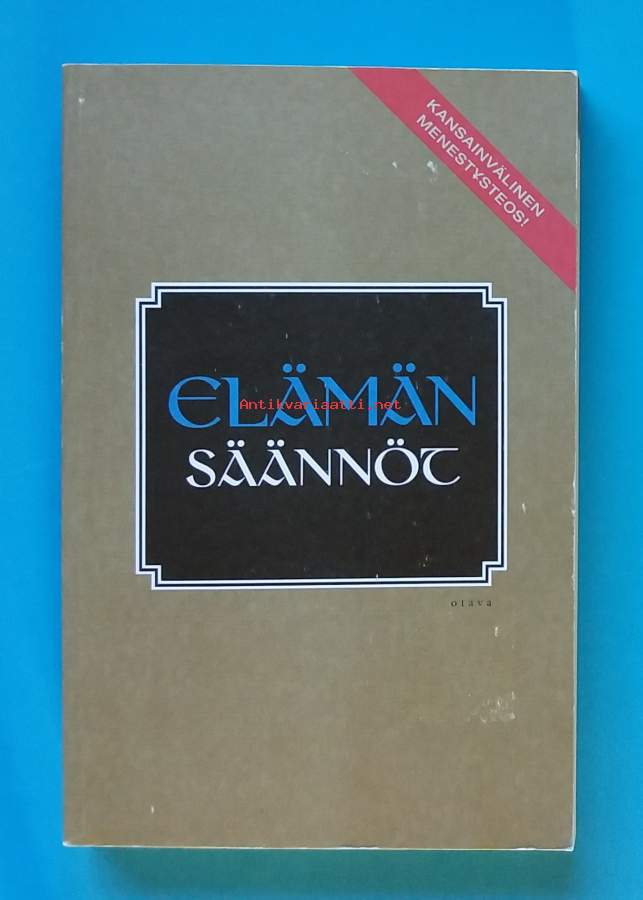 KANSAINVÄLINEN
MENESTYSTEOS!
ELÄMÄN
Antikvariaatti.net
SÄÄNNÖT
otava